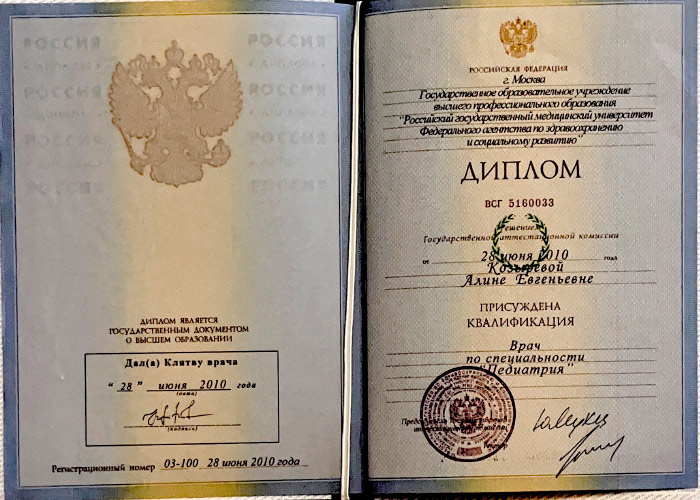 РОССИЯ РОССИЯ
ДИПЛОМ ЯВЛЯЕТСЯ
ГОСУДАРСТВЕННЫМ ДОКУМЕНТОМ
О ВЫСШЕМ ОБРАЗОВАНИИ
Дал(а) Клятву врача
“ 28 ” июня 2010 года
(дата)
(подпись)
Регистрационный номер 03-100 28 июня 2010 года
РОССИЙСКАЯ ФЕДЕРАЦИЯ
г. Москва
Государственное образовательное учреждение
высшего профессионального образования
"Российский государственный медицинский университет
Федерального агентства по здравоохранению
и социальному развитию"
ДИПЛОМ
ВСГ 5160033
Решением
Государственной аттестационной комиссии
от 28 июня 2010 года
Козыревой
Алине Евгеньевне
ПРИСУЖДЕНА
КВАЛИФИКАЦИЯ
Врач
по специальности
"Педиатрия"